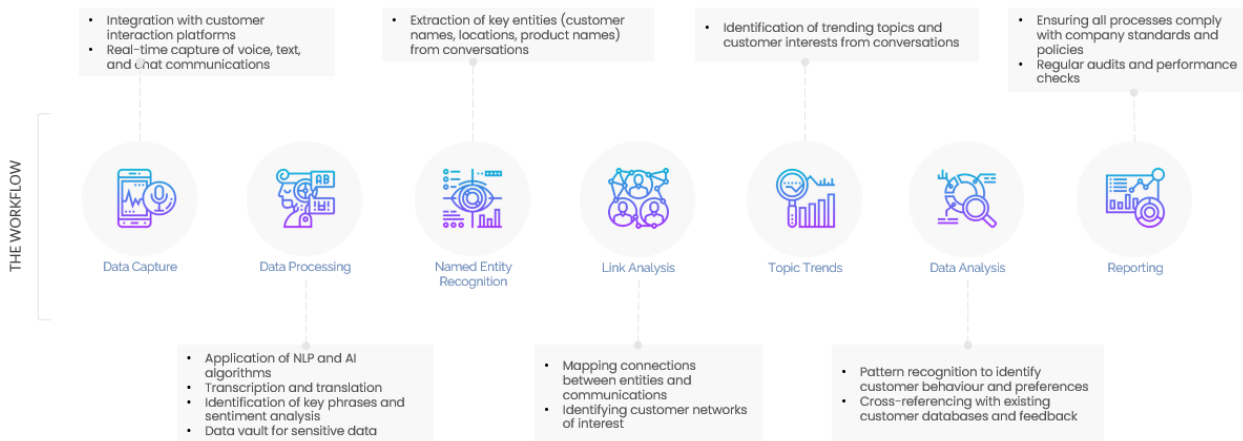 • Integration with customer
interaction platforms
• Real-time capture of voice, text,
and chat communications
• Extraction of key entities (customer
names, locations, product names)
from conversations
• Identification of trending topics and
customer interests from conversations
• Ensuring all processes comply
with company standards and
policies
• Regular audits and performance
checks
THE WORKFLOW
AB
Data Capture
Data Processing
Named Entity
Recognition
Link Analysis
Topic Trends
Data Analysis
Reporting
• Application of NLP and AI
algorithms
• Transcription and translation
• Identification of key phrases and
sentiment analysis
• Data vault for sensitive data
• Mapping connections
between entities and
communications
• Identifying customer networks
of interest
• Pattern recognition to identify
customer behaviour and preferences
• Cross-referencing with existing
customer databases and feedback